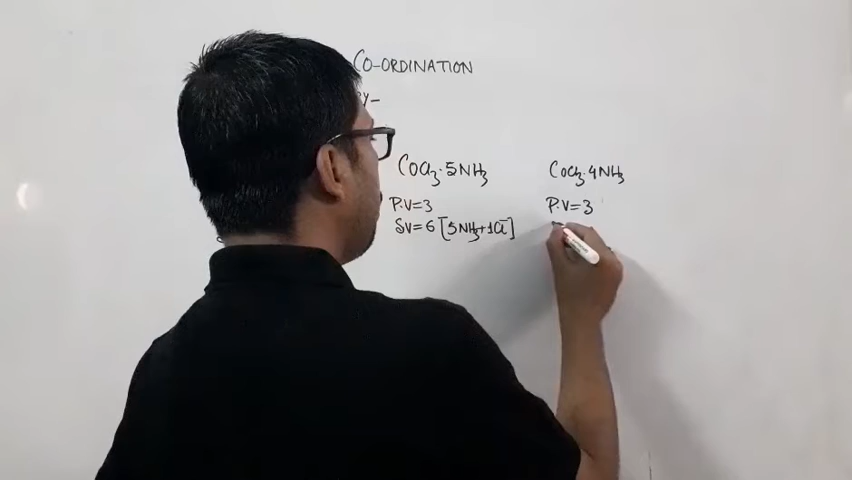 CO-ORDINATION
Y-
CoCl₃·5NH₃
P.V=3
SV=6 [5NH₃+1Cl⁻]
CoCl₃·4NH₃
P.V=3